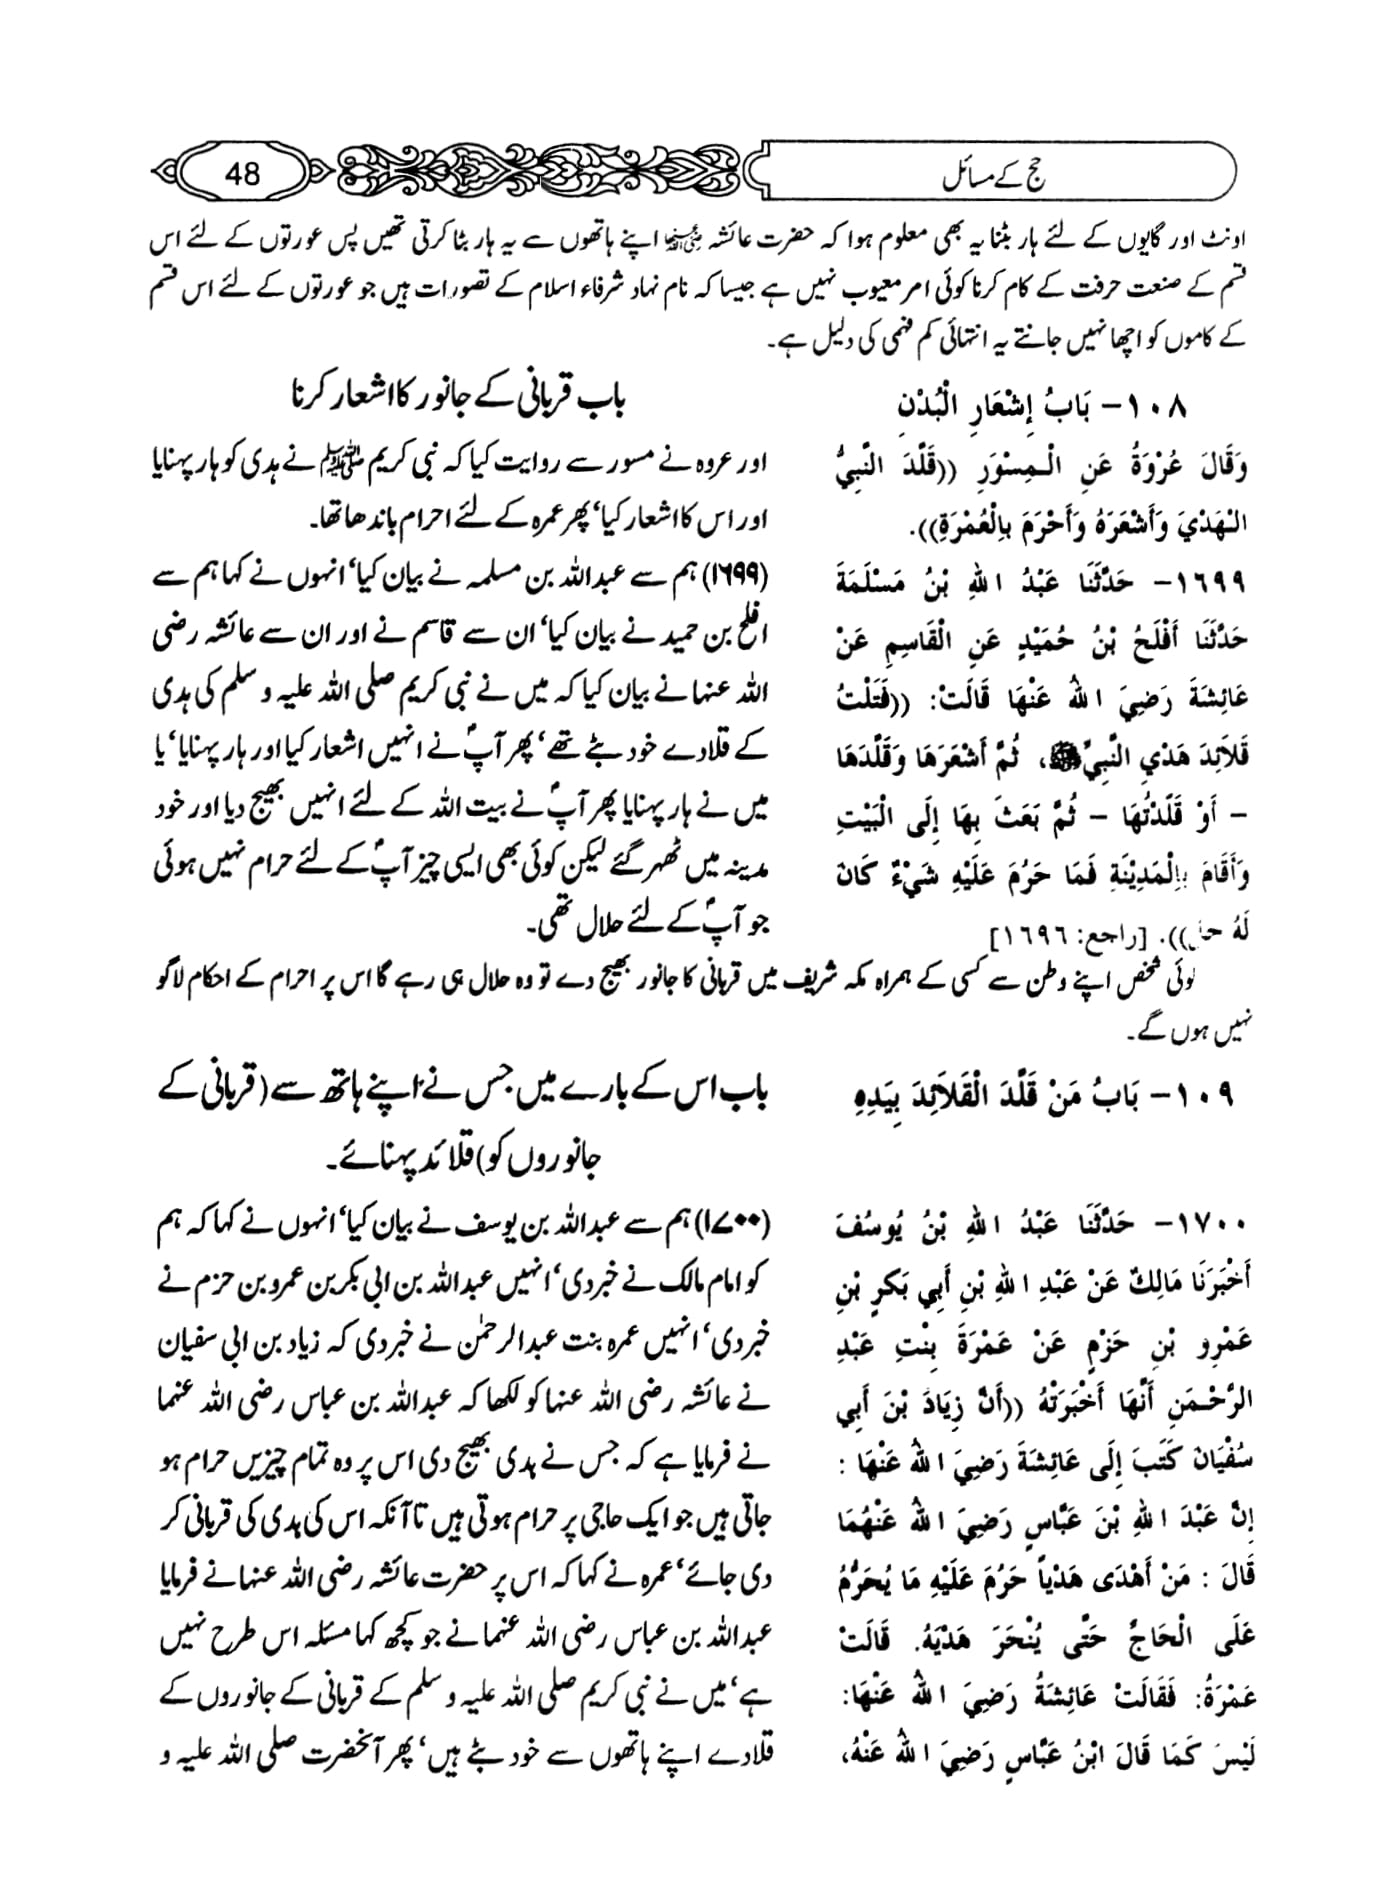 حج کے مسائل
48
اونٹ اور گایوں کے لئے ہار بٹنا یہ بھی معلوم ہوا کہ حضرت عائشہ رضی اللہ عنہا اپنے ہاتھوں سے یہ ہار بٹا کرتی تھیں پس عورتوں کے لئے اس
قسم کے صنعت حرفت کے کام کرنا کوئی امر معیوب نہیں ہے جیسا کہ نام نہاد شرفاء اسلام کے تصورات ہیں جو عورتوں کے لئے اس قسم
کے کاموں کو اچھا نہیں جانتے یہ انتہائی کم فہمی کی دلیل ہے۔
١٠٨- بَابُ إِشْعَارِ الْبُدْنِ
وَقَالَ عُرْوَةُ عَنِ الْمِسْوَرِ ((قَلَّدَ النَّبِيُّ
الْهَدْيَ وَأَشْعَرَهُ وَأَحْرَمَ بِالْعُمْرَةِ)).
١٦٩٩- حَدَّثَنَا عَبْدُ اللهِ بْنُ مَسْلَمَةَ
حَدَّثَنَا أَفْلَحُ بْنُ حُمَيْدٍ عَنِ الْقَاسِمِ عَنْ
عَائِشَةَ رَضِيَ اللهُ عَنْهَا قَالَتْ: ((فَتَلْتُ
قَلاَئِدَ هَدْيِ النَّبِيِّ ﷺ، ثُمَّ أَشْعَرَهَا وَقَلَّدَهَا
– أَوْ قَلَّدْتُهَا – ثُمَّ بَعَثَ بِهَا إِلَى الْبَيْتِ
وَأَقَامَ بِالْمَدِيْنَةِ فَمَا حَرُمَ عَلَيْهِ شَيْءٌ كَانَ
لَهُ حل)). [راجع: ١٦٩٦]
باب قربانی کے جانور کا اشعار کرنا
اور عروہ نے مسور سے روایت کیا کہ نبی کریم ﷺ نے ہدی کو ہار پہنایا
اور اس کا اشعار کیا‘ پھر عمرہ کے لئے احرام باندھا تھا۔
(۱۶۹۹) ہم سے عبداللہ بن مسلمہ نے بیان کیا‘ انہوں نے کہا ہم سے
افلح بن حمید نے بیان کیا‘ ان سے قاسم نے اور ان سے عائشہ رضی
اللہ عنہا نے بیان کیا کہ میں نے نبی کریم صلی اللہ علیہ و سلم کی ہدی
کے قلادے خود بٹے تھے‘ پھر آپؐ نے انہیں اشعار کیا اور ہار پہنایا‘ یا
میں نے ہار پہنایا پھر آپؐ نے بیت اللہ کے لئے انہیں بھیج دیا اور خود
مدینہ میں ٹھہر گئے لیکن کوئی بھی ایسی چیز آپؐ کے لئے حرام نہیں ہوئی
جو آپؐ کے لئے حلال تھی۔
کوئی شخص اپنے وطن سے کسی کے ہمراہ مکہ شریف میں قربانی کا جانور بھیج دے تو وہ حلال ہی رہے گا اس پر احرام کے احکام لاگو
نہیں ہوں گے۔
١٠٩- بَابُ مَنْ قَلَّدَ الْقَلاَئِدَ بِيَدِهِ
١٧٠٠- حَدَّثَنَا عَبْدُ اللهِ بْنُ يُوسُفَ
أَخْبَرَنَا مَالِكٌ عَنْ عَبْدِ اللهِ بْنِ أَبِي بَكْرِ بْنِ
عَمْرِو بْنِ حَزْمٍ عَنْ عَمْرَةَ بِنْتِ عَبْدِ
الرَّحْمَنِ أَنَّهَا أَخْبَرَتْهُ ((أَنَّ زِيَادَ بْنَ أَبِي
سُفْيَانَ كَتَبَ إِلَى عَائِشَةَ رَضِيَ اللهُ عَنْهَا :
إِنَّ عَبْدَ اللهِ بْنَ عَبَّاسٍ رَضِيَ اللهُ عَنْهُمَا
قَالَ : مَنْ أَهْدَى هَدْياً حَرُمَ عَلَيْهِ مَا يُحَرَّمُ
عَلَى الْحَاجِّ حَتَّى يُنْحَرَ هَدْيُهُ. قَالَتْ
عَمْرَةُ: فَقَالَتْ عَائِشَةُ رَضِيَ اللهُ عَنْهَا:
لَيْسَ كَمَا قَالَ ابْنُ عَبَّاسٍ رَضِيَ اللهُ عَنْهُ،
باب اس کے بارے میں جس نے اپنے ہاتھ سے (قربانی کے
جانوروں کو) قلائد پہنائے۔
(۱۷۰۰) ہم سے عبداللہ بن یوسف نے بیان کیا‘ انہوں نے کہا کہ ہم
کو امام مالک نے خبر دی‘ انہیں عبداللہ بن ابی بکر بن عمرو بن حزم نے
خبر دی‘ انہیں عمرہ بنت عبدالرحمٰن نے خبر دی کہ زیاد بن ابی سفیان
نے عائشہ رضی اللہ عنہا کو لکھا کہ عبداللہ بن عباس رضی اللہ عنہما
نے فرمایا ہے کہ جس نے ہدی بھیج دی اس پر وہ تمام چیزیں حرام ہو
جاتی ہیں جو ایک حاجی پر حرام ہوتی ہیں تا آنکہ اس کی ہدی کی قربانی کر
دی جائے‘ عمرہ نے کہا کہ اس پر حضرت عائشہ رضی اللہ عنہا نے فرمایا
عبداللہ بن عباس رضی اللہ عنہما نے جو کچھ کہا مسئلہ اس طرح نہیں
ہے‘ میں نے نبی کریم صلی اللہ علیہ و سلم کے قربانی کے جانوروں کے
قلادے اپنے ہاتھوں سے خود بٹے ہیں‘ پھر آنحضرت صلی اللہ علیہ و